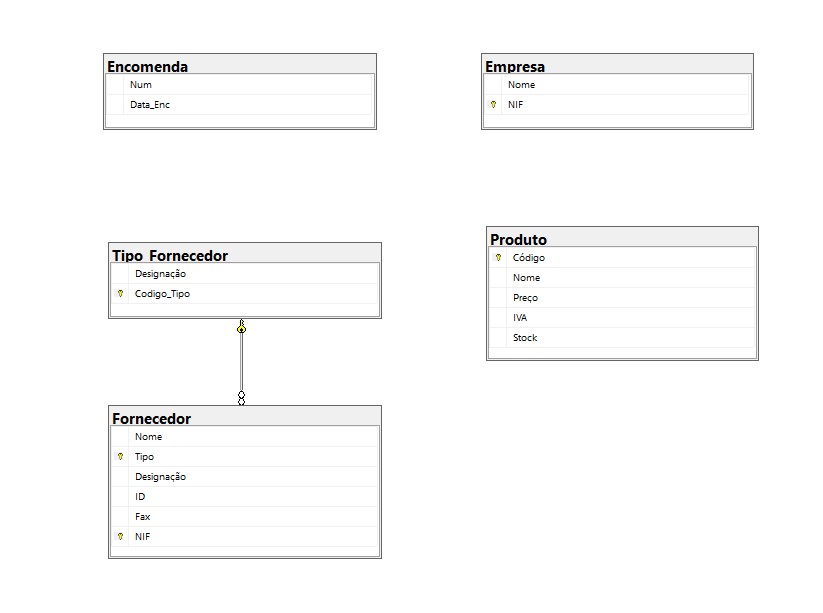 Encomenda
Num
Data_Enc
Empresa
Nome
NIF
Tipo_Fornecedor
Designação
Codigo_Tipo
Produto
Código
Nome
Preço
IVA
Stock
Fornecedor
Nome
Tipo
Designação
ID
Fax
NIF